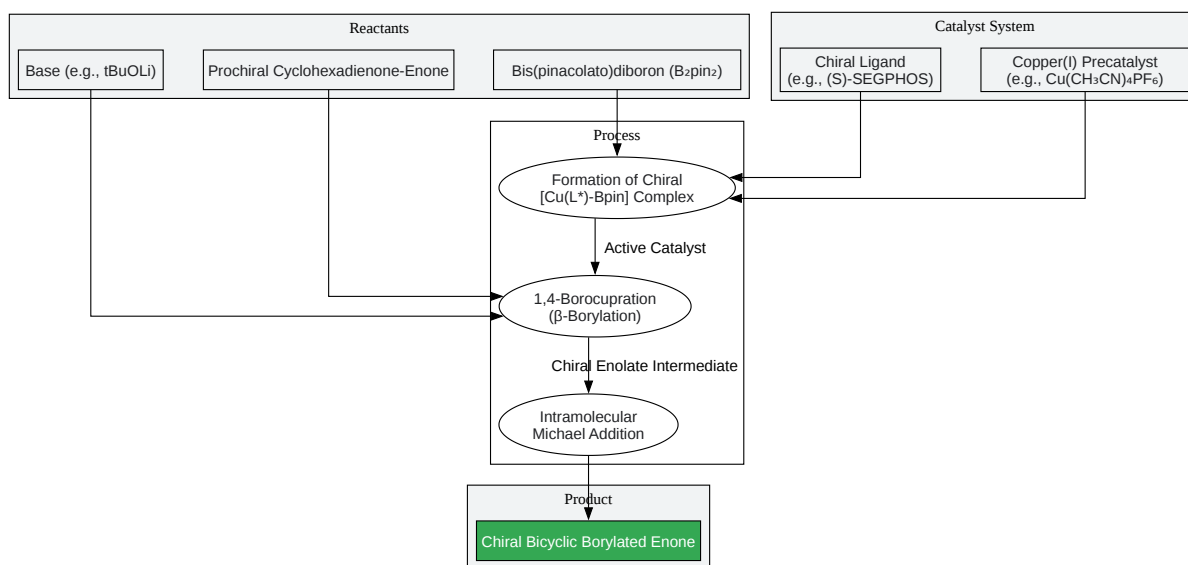 Reactants
Catalyst System
Base (e.g., tBuOLi)
Prochiral Cyclohexadienone-Enone
Bis(pinacolato)diboron (B₂pin₂)
Chiral Ligand
(e.g., (S)-SEGPHOS)
Copper(I) Precatalyst
(e.g., Cu(CH₃CN)₄PF₆)
Process
Formation of Chiral
[Cu(L*)-Bpin] Complex
Active Catalyst
1,4-Borocupration
(β-Borylation)
Chiral Enolate Intermediate
Intramolecular
Michael Addition
Product
Chiral Bicyclic Borylated Enone